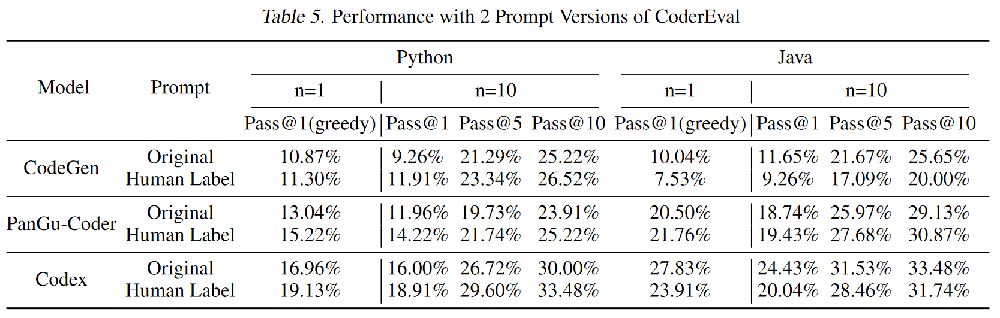 Table 5. Performance with 2 Prompt Versions of CoderEval
Model Prompt Python Java
n=1 n=10 n=1 n=10
Pass@1(greedy) Pass@1 Pass@5 Pass@10 Pass@1(greedy) Pass@1 Pass@5 Pass@10
CodeGen Original 10.87% 9.26% 21.29% 25.22% 10.04% 11.65% 21.67% 25.65%
Human Label 11.30% 11.91% 23.34% 26.52% 7.53% 9.26% 17.09% 20.00%
PanGu-Coder Original 13.04% 11.96% 19.73% 23.91% 20.50% 18.74% 25.97% 29.13%
Human Label 15.22% 14.22% 21.74% 25.22% 21.76% 19.43% 27.68% 30.87%
Codex Original 16.96% 16.00% 26.72% 30.00% 27.83% 24.43% 31.53% 33.48%
Human Label 19.13% 18.91% 29.60% 33.48% 23.91% 20.04% 28.46% 31.74%